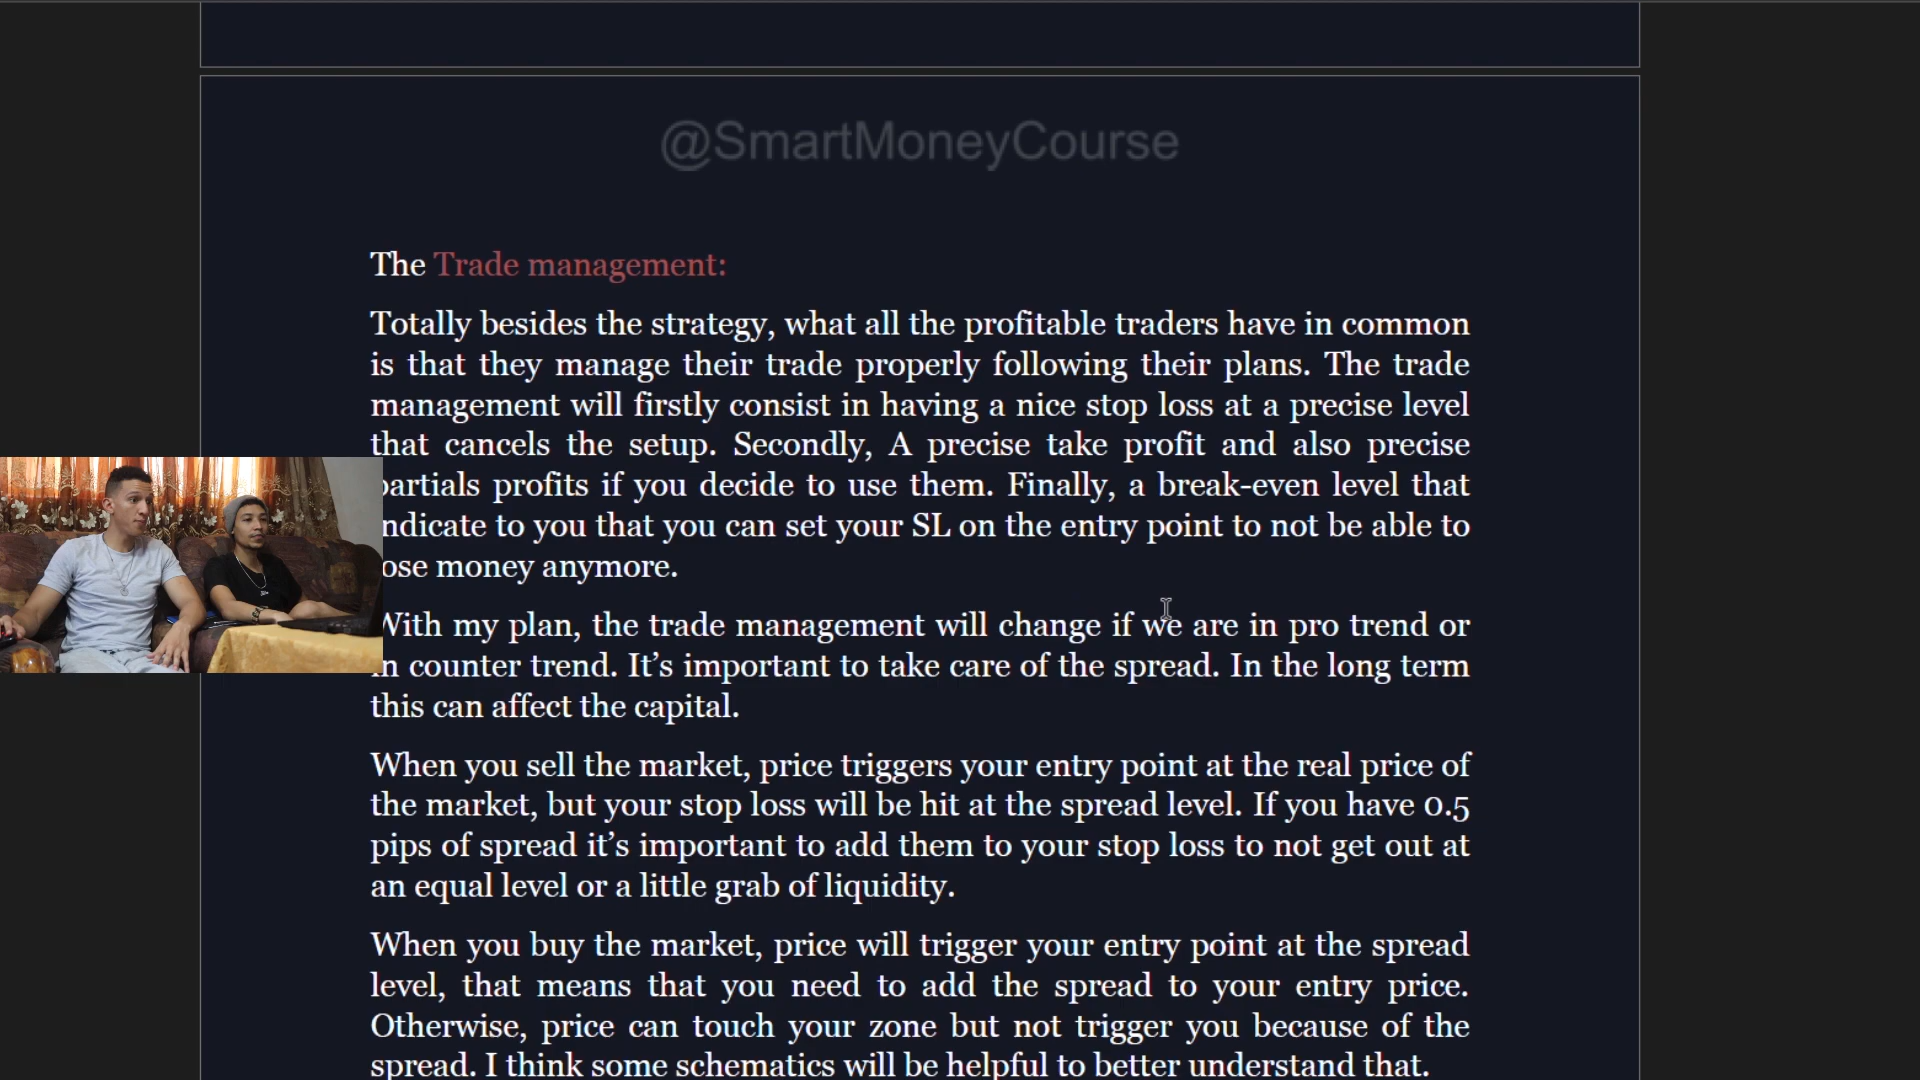 @SmartMoneyCourse
The Trade management:
Totally besides the strategy, what all the profitable traders have in common
is that they manage their trade properly following their plans. The trade
management will firstly consist in having a nice stop loss at a precise level
that cancels the setup. Secondly, A precise take profit and also precise
partials profits if you decide to use them. Finally, a break-even level that
indicate to you that you can set your SL on the entry point to not be able to
lose money anymore.
With my plan, the trade management will change if we are in pro trend or
in counter trend. It’s important to take care of the spread. In the long term
this can affect the capital.
When you sell the market, price triggers your entry point at the real price of
the market, but your stop loss will be hit at the spread level. If you have 0.5
pips of spread it’s important to add them to your stop loss to not get out at
an equal level or a little grab of liquidity.
When you buy the market, price will trigger your entry point at the spread
level, that means that you need to add the spread to your entry price.
Otherwise, price can touch your zone but not trigger you because of the
spread. I think some schematics will be helpful to better understand that.